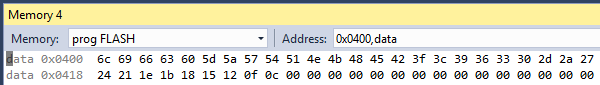 Memory 4
Memory: prog FLASH Address: 0x0400,data
data 0x0400 6c 69 66 63 60 5d 5a 57 54 51 4e 4b 48 45 42 3f 3c 39 36 33 30 2d 2a 27
data 0x0418 24 21 1e 1b 18 15 12 0f 0c 00 00 00 00 00 00 00 00 00 00 00 00 00 00 00